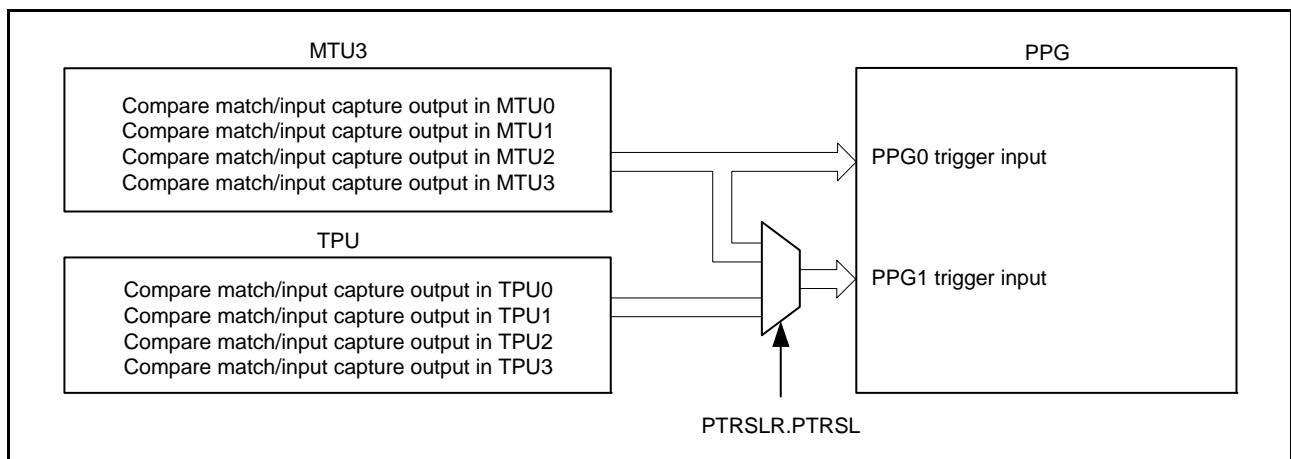 MTU3
Compare match/input capture output in MTU0
Compare match/input capture output in MTU1
Compare match/input capture output in MTU2
Compare match/input capture output in MTU3
TPU
Compare match/input capture output in TPU0
Compare match/input capture output in TPU1
Compare match/input capture output in TPU2
Compare match/input capture output in TPU3
PTRSLR.PTRSL
PPG
PPG0 trigger input
PPG1 trigger input